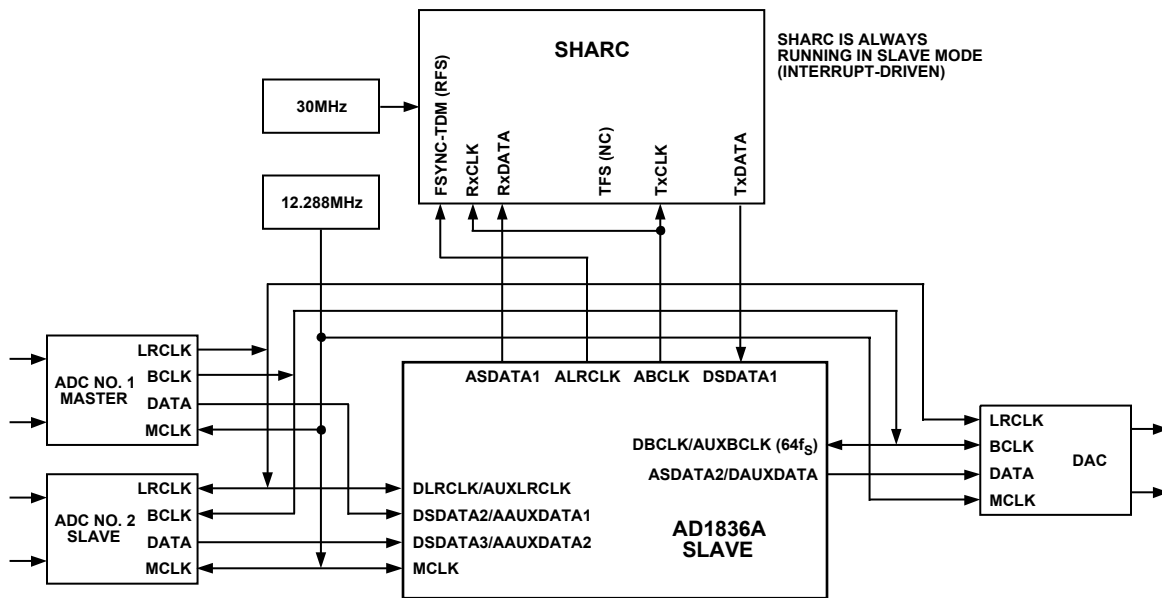 SHARC
SHARC IS ALWAYS
RUNNING IN SLAVE MODE
(INTERRUPT-DRIVEN)
30MHz
FSYNC-TDM (RFS)
RxCLK
RxDATA
TFS (NC)
TxCLK
TxDATA
12.288MHz
ADC NO. 1
MASTER
LRCLK
BCLK
DATA
MCLK
ADC NO. 2
SLAVE
LRCLK
BCLK
DATA
MCLK
ASDATA1 ALRCLK ABCLK DSDATA1
DBCLK/AUXBCLK (64fS)
ASDATA2/DAUXDATA
DLRCLK/AUXLRCLK
DSDATA2/AAUXDATA1
DSDATA3/AAUXDATA2
MCLK
AD1836A
SLAVE
LRCLK
BCLK
DATA
MCLK
DAC